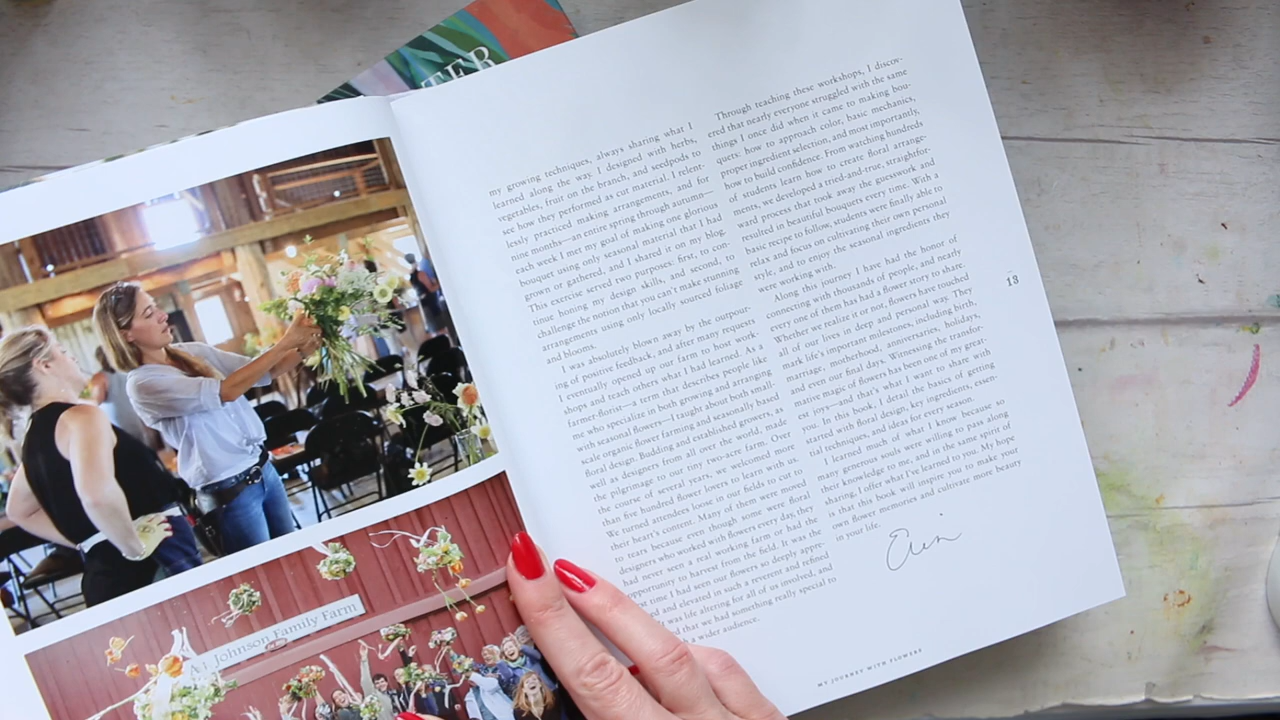 TER
A J Johnson Family Farm
my growing techniques, always sharing what I
learned along the way. I designed with herbs,
vegetables, fruit on the branch, and seedpods to
see how they performed as cut material. I relent-
lessly practiced making arrangements, and for
nine months—an entire spring through autumn—
each week I met my goal of making one glorious
bouquet using only seasonal material that I had
grown or gathered, and I shared it on my blog.
This exercise served two purposes: first, to con-
tinue honing my design skills, and second, to
challenge the notion that you can't make stunning
arrangements using only locally sourced foliage
and blooms.
I was absolutely blown away by the outpour-
ing of positive feedback, and after many requests
I eventually opened up our farm to host work-
shops and teach others what I had learned. As a
farmer-florist—a term that describes people like
me who specialize in both growing and arranging
with seasonal flowers—I taught about both small-
scale organic flower farming and seasonally based
floral design. Budding and established growers, as
well as designers from all over the world, made
the pilgrimage to our tiny two-acre farm. Over
the course of several years, we welcomed more
than five hundred flower lovers to learn with us.
We turned attendees loose in our fields to cut to
their heart's content. Many of them were moved
to tears because even though some were floral
designers who worked with flowers every day, they
had never seen a real working farm or had the
opportunity to harvest from the field. It was the
time I had seen our flowers so deeply appre-
and elevated in such a reverent and refined
was life altering for all of us involved, and
that we had something really special to
a wider audience.
Through teaching these workshops, I discov-
ered that nearly everyone struggled with the same
things I once did when it came to making bou-
quets: how to approach color, basic mechanics,
proper ingredient selection, and most importantly,
how to build confidence. From watching hundreds
of students learn how to create floral arrange-
ments, we developed a tried-and-true, straightfor-
ward process that took away the guesswork and
resulted in beautiful bouquets every time. With a
basic recipe to follow, students were finally able to
relax and focus on cultivating their own personal
style, and to enjoy the seasonal ingredients they
were working with.
Along this journey I have had the honor of
connecting with thousands of people, and nearly
every one of them has had a flower story to share.
Whether we realize it or not, flowers have touched
all of our lives in deep and personal way. They
mark life's important milestones, including birth,
marriage, motherhood, anniversaries, holidays,
and even our final days. Witnessing the transfor-
mative magic of flowers has been one of my great-
est joys—and that's what I want to share with
you. In this book, I detail the basics of getting
started with floral design, key ingredients, essen-
tial techniques, and ideas for every season.
I learned much of what I know because so
many generous souls were willing to pass along
their knowledge to me, and in the same spirit of
sharing, I offer what I've learned to you. My hope
is that this book will inspire you to make your
own flower memories and cultivate more beauty
in your life.
Erin
13
MY JOURNEY WITH FLOWERS